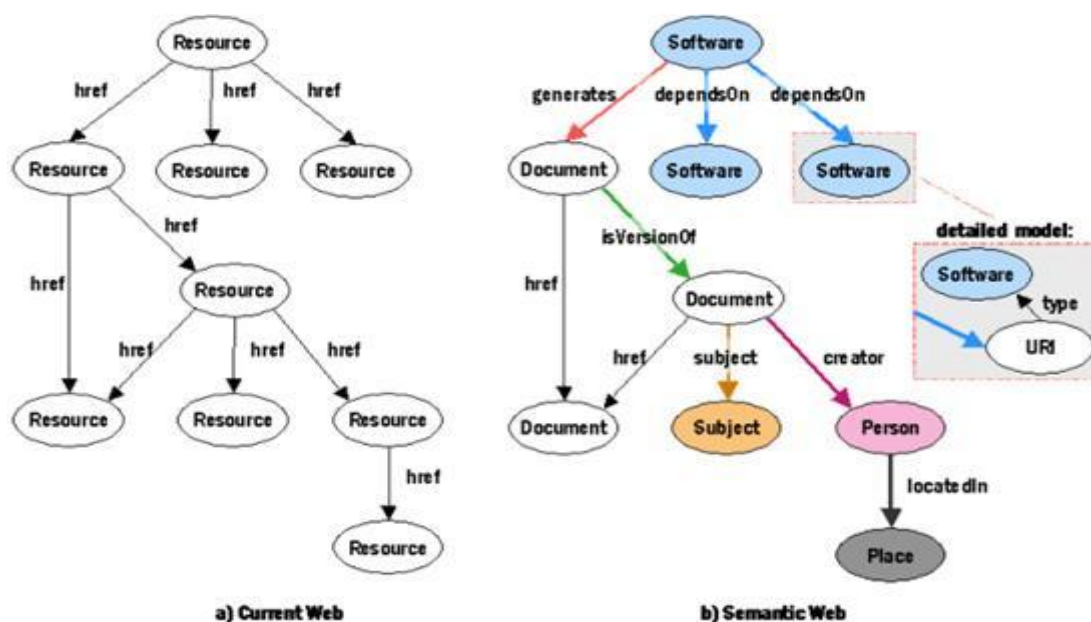 Resource
href
href
href
Resource
Resource
Resource
href
href
Resource
href
href
href
Resource
Resource
Resource
href
Resource
a) Current Web
Software
generates
dependsOn
dependsOn
Document
Software
Software
isVersionOf
href
Document
href
subject
creator
Document
Subject
Person
locatedIn
Place
detailed model:
Software
type
URI
b) Semantic Web